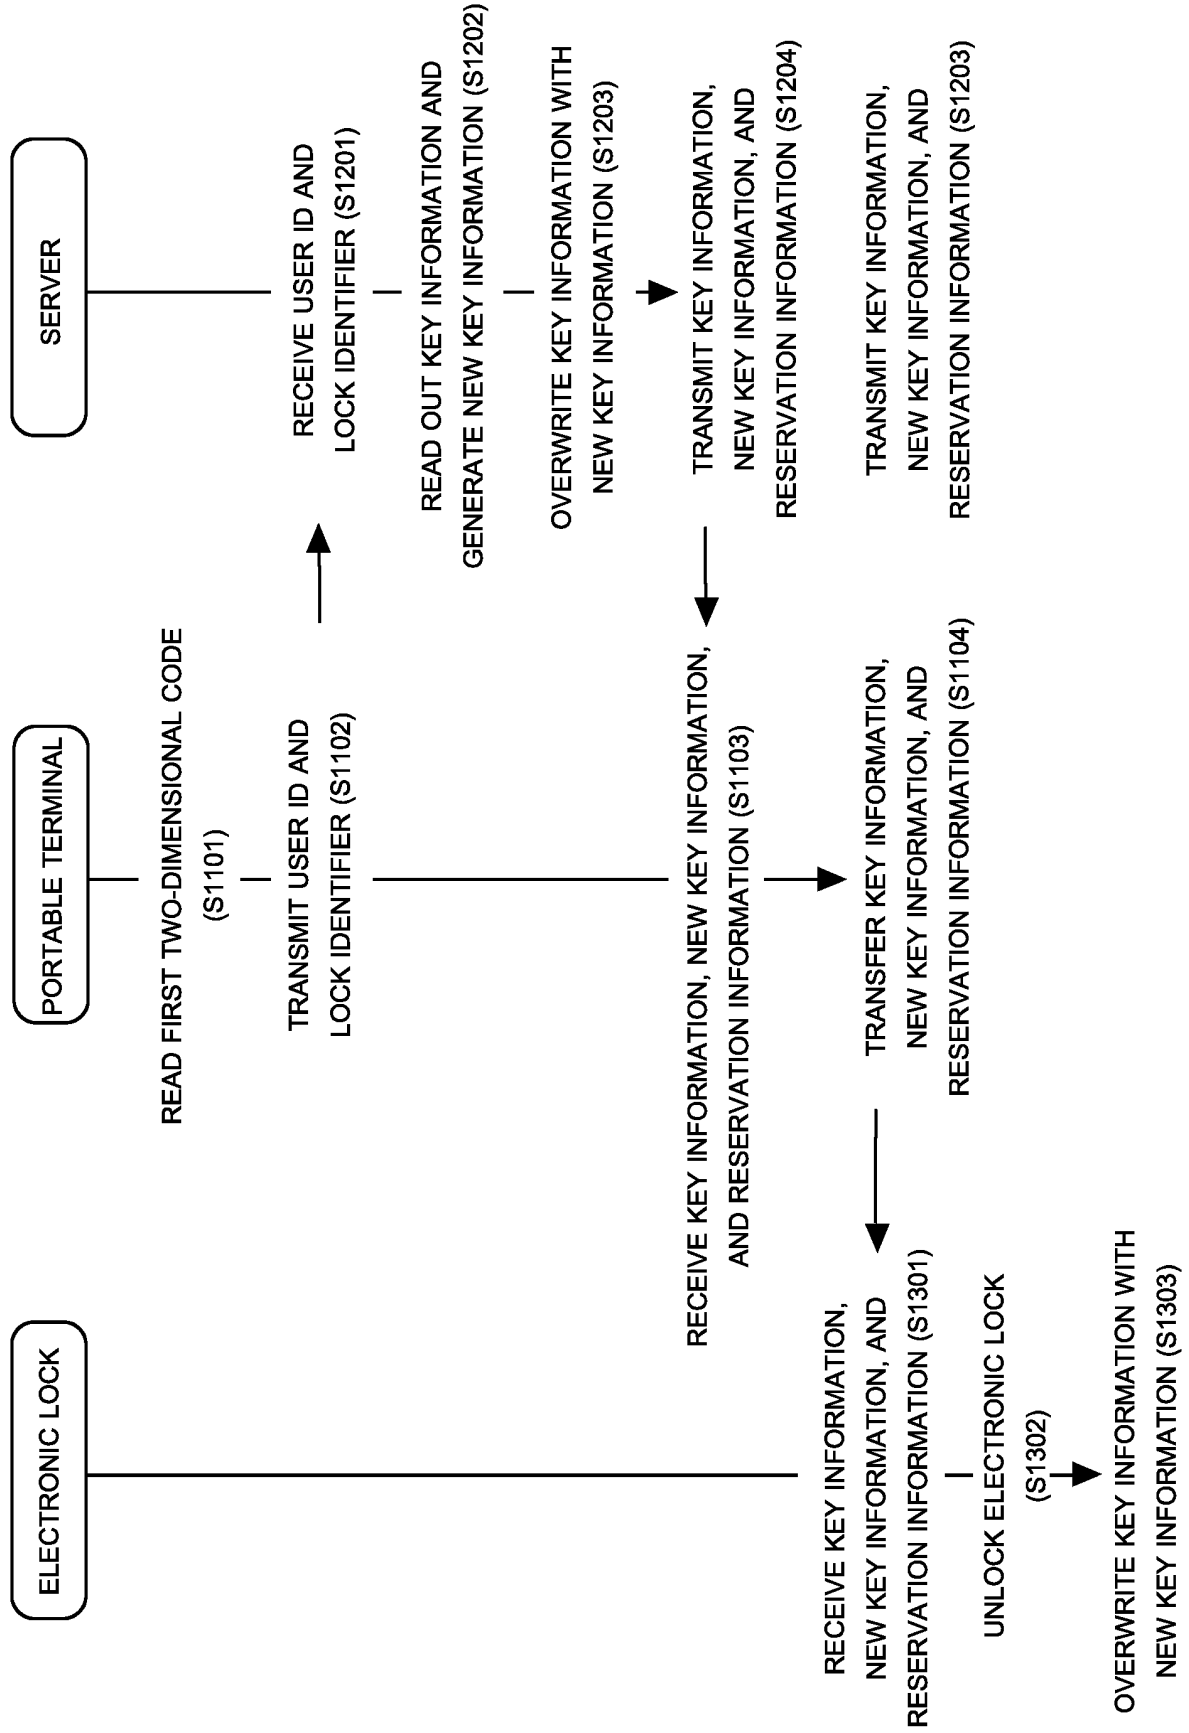 ELECTRONIC LOCK
PORTABLE TERMINAL
SERVER
READ FIRST TWO-DIMENSIONAL CODE
(S1101)
TRANSMIT USER ID AND
LOCK IDENTIFIER (S1102)
RECEIVE USER ID AND
LOCK IDENTIFIER (S1201)
READ OUT KEY INFORMATION AND
GENERATE NEW KEY INFORMATION (S1202)
OVERWRITE KEY INFORMATION WITH
NEW KEY INFORMATION (S1203)
TRANSMIT KEY INFORMATION,
NEW KEY INFORMATION, AND
RESERVATION INFORMATION (S1204)
RECEIVE KEY INFORMATION, NEW KEY INFORMATION,
AND RESERVATION INFORMATION (S1103)
TRANSFER KEY INFORMATION,
NEW KEY INFORMATION, AND
RESERVATION INFORMATION (S1104)
TRANSMIT KEY INFORMATION,
NEW KEY INFORMATION, AND
RESERVATION INFORMATION (S1203)
RECEIVE KEY INFORMATION,
NEW KEY INFORMATION, AND
RESERVATION INFORMATION (S1301)
UNLOCK ELECTRONIC LOCK
(S1302)
OVERWRITE KEY INFORMATION WITH
NEW KEY INFORMATION (S1303)